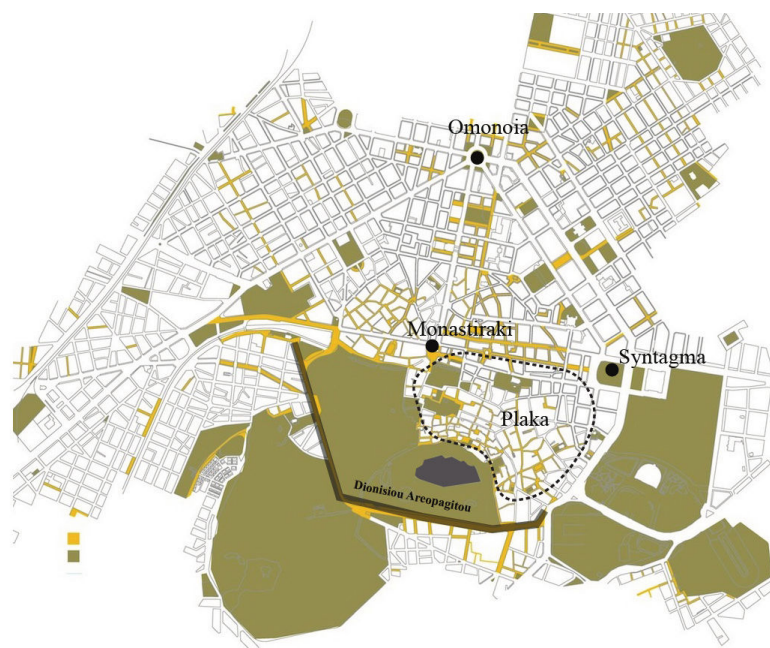 Omonoia
Monastiraki
Syntagma
Plaka
Dionisiou Areopagitou